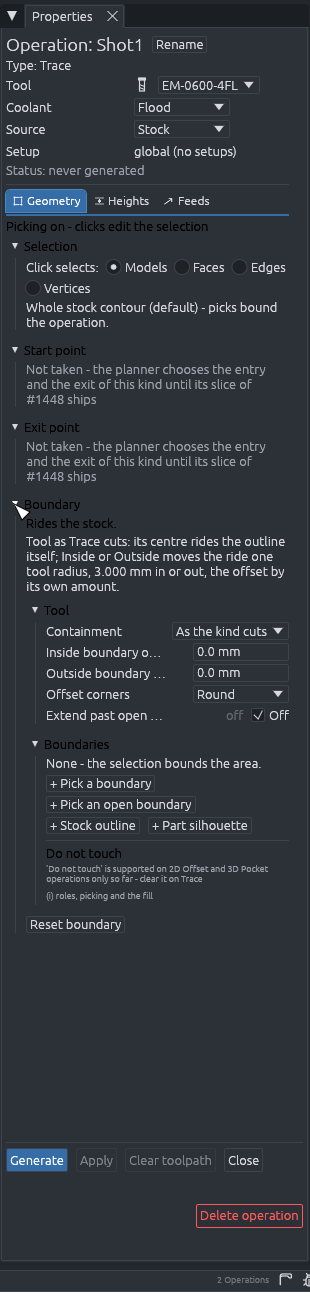 Properties
Operation: Shot1 Rename
Type: Trace
Tool EM-0600-4FL
Coolant Flood
Source Stock
Setup global (no setups)
Status: never generated
Geometry Heights Feeds
Picking on - clicks edit the selection
Selection
Click selects: Models Faces Edges
Vertices
Whole stock contour (default) - picks bound
the operation.
Start point
Not taken - the planner chooses the entry
and the exit of this kind until its slice of
#1448 ships
Exit point
Not taken - the planner chooses the entry
and the exit of this kind until its slice of
#1448 ships
Boundary
Rides the stock.
Tool as Trace cuts: its centre rides the outline
itself; Inside or Outside moves the ride one
tool radius, 3.000 mm in or out, the offset by
its own amount.
Tool
Containment As the kind cuts
Inside boundary o... 0.0 mm
Outside boundary ... 0.0 mm
Offset corners Round
Extend past open ... off Off
Boundaries
None - the selection bounds the area.
+ Pick a boundary
+ Pick an open boundary
+ Stock outline + Part silhouette
Do not touch
'Do not touch' is supported on 2D Offset and 3D Pocket
operations only so far - clear it on Trace
(i) roles, picking and the fill
Reset boundary
Generate Apply Clear toolpath Close
Delete operation
2 Operations